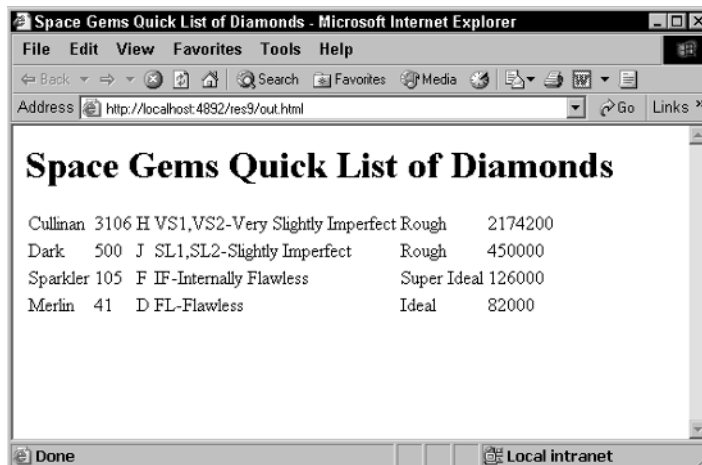 Space Gems Quick List of Diamonds - Microsoft Internet Explorer
File Edit View Favorites Tools Help
Back Search Favorites Media
Address http://localhost:4892/res9/out.html Go Links »
Space Gems Quick List of Diamonds
Cullinan 3106 H VS1,VS2-Very Slightly Imperfect Rough 2174200
Dark 500 J SL1,SL2-Slightly Imperfect Rough 450000
Sparkler 105 F IF-Internally Flawless Super Ideal 126000
Merlin 41 D FL-Flawless Ideal 82000
Done Local intranet